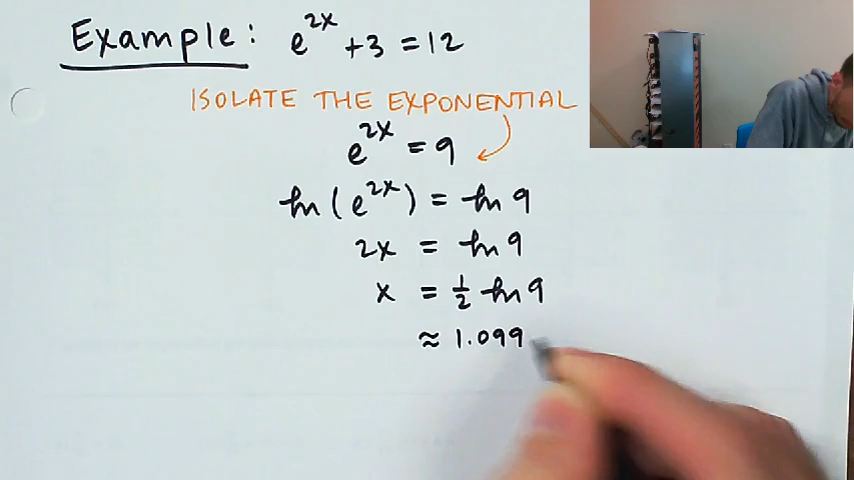 Example: e^{2x} + 3 = 12
ISOLATE THE EXPONENTIAL
e^{2x} = 9
ln(e^{2x}) = ln 9
2x = ln 9
x = 1/2 ln 9
≈ 1.099